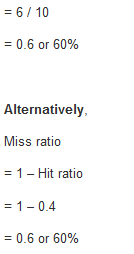 = 6 / 10
= 0.6 or 60%
Alternatively,
Miss ratio
= 1 – Hit ratio
= 1 – 0.4
= 0.6 or 60%